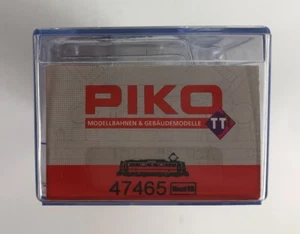 PIKO
MODELLBAHNEN & GEBÄUDEMODELLE
TT
47465